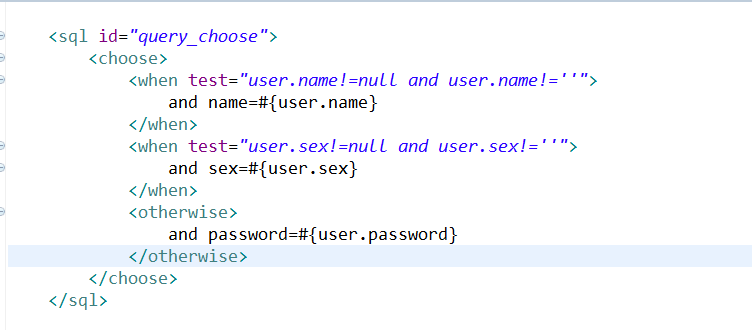 <sql id="query_choose">
<choose>
<when test="user.name!=null and user.name!=''">
and name=#{user.name}
</when>
<when test="user.sex!=null and user.sex!=''">
and sex=#{user.sex}
</when>
<otherwise>
and password=#{user.password}
</otherwise>
</choose>
</sql>